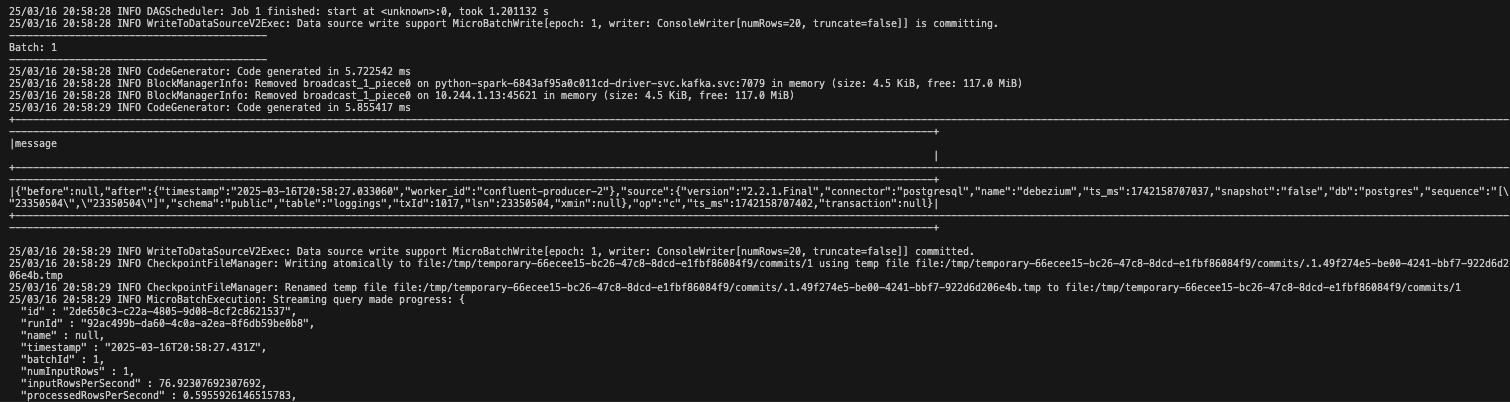 25/03/16 20:58:28 INFO DAGScheduler: Job 1 finished: start at <unknown>:0, took 1.201132 s
25/03/16 20:58:28 INFO WriteToDataSourceV2Exec: Data source write support MicroBatchWrite[epoch: 1, writer: ConsoleWriter[numRows=20, truncate=false]] is committing.
-------------------------------------------
Batch: 1
-------------------------------------------
25/03/16 20:58:28 INFO CodeGenerator: Code generated in 5.722542 ms
25/03/16 20:58:28 INFO BlockManagerInfo: Removed broadcast_1_piece0 on python-spark-6843af95a0c011cd-driver-svc.kafka.svc:7079 in memory (size: 4.5 KiB, free: 117.0 MiB)
25/03/16 20:58:28 INFO BlockManagerInfo: Removed broadcast_1_piece0 on 10.244.1.13:45621 in memory (size: 4.5 KiB, free: 117.0 MiB)
25/03/16 20:58:29 INFO CodeGenerator: Code generated in 5.855417 ms
|message
|
|{"before":null,"after":{"timestamp":"2025-03-16T20:58:27.033060","worker_id":"confluent-producer-2"},"source":{"version":"2.2.1.Final","connector":"postgresql","name":"debezium","ts_ms":1742158707037,"snapshot":"false","db":"postgres","sequence":"[\
"23350504\",\"23350504\"]","schema":"public","table":"loggings","txId":1017,"lsn":23350504,"xmin":null},"op":"c","ts_ms":1742158707402,"transaction":null}|
25/03/16 20:58:29 INFO WriteToDataSourceV2Exec: Data source write support MicroBatchWrite[epoch: 1, writer: ConsoleWriter[numRows=20, truncate=false]] committed.
25/03/16 20:58:29 INFO CheckpointFileManager: Writing atomically to file:/tmp/temporary-66ecee15-bc26-47c8-8dcd-e1fbf86084f9/commits/1 using temp file file:/tmp/temporary-66ecee15-bc26-47c8-8dcd-e1fbf86084f9/commits/.1.49f274e5-be00-4241-bbf7-922d6d2
06e4b.tmp
25/03/16 20:58:29 INFO CheckpointFileManager: Renamed temp file file:/tmp/temporary-66ecee15-bc26-47c8-8dcd-e1fbf86084f9/commits/.1.49f274e5-be00-4241-bbf7-922d6d206e4b.tmp to file:/tmp/temporary-66ecee15-bc26-47c8-8dcd-e1fbf86084f9/commits/1
25/03/16 20:58:29 INFO MicroBatchExecution: Streaming query made progress: {
"id" : "2de650c3-c22a-4805-9d08-8cf2c8621537",
"runId" : "92ac499b-da60-4c0a-a2ea-8f6db59be0b8",
"name" : null,
"timestamp" : "2025-03-16T20:58:27.431Z",
"batchId" : 1,
"numInputRows" : 1,
"inputRowsPerSecond" : 76.92307692307692,
"processedRowsPerSecond" : 0.5955926146515783,